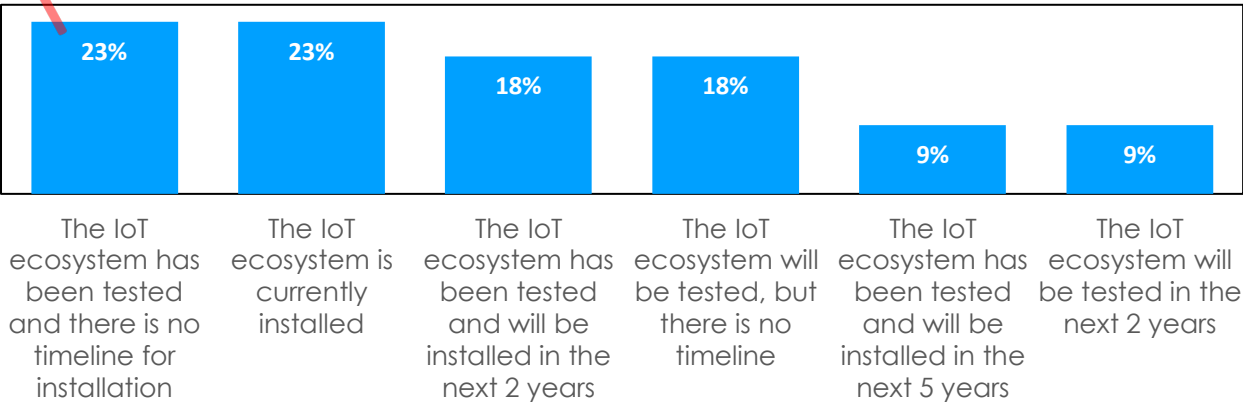 23%
23%
18%
18%
9%
9%
The IoT
ecosystem has
been tested
and there is no
timeline for
installation
The IoT
ecosystem is
currently
installed
The IoT
ecosystem has
been tested
and will be
installed in the
next 2 years
The IoT
ecosystem will
be tested, but
there is no
timeline
The IoT
ecosystem has
been tested
and will be
installed in the
next 5 years
The IoT
ecosystem will
be tested in the
next 2 years